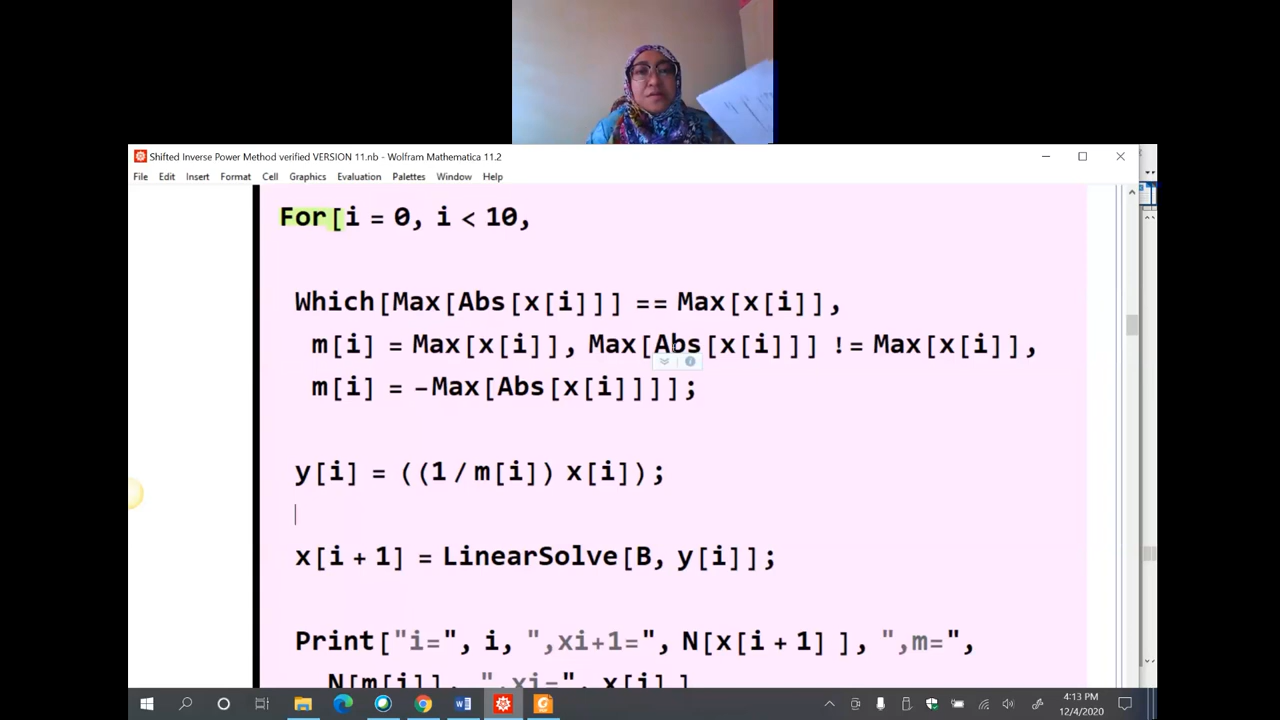 Shifted Inverse Power Method verified VERSION 11.nb - Wolfram Mathematica 11.2
File Edit Insert Format Cell Graphics Evaluation Palettes Window Help
For[i = 0, i < 10,
Which[Max[Abs[x[i]]] == Max[x[i]],
m[i] = Max[x[i]], Max[Abs[x[i]]] != Max[x[i]],
m[i] = -Max[Abs[x[i]]]];
y[i] = ((1/m[i]) x[i]);
x[i + 1] = LinearSolve[B, y[i]];
Print["i=", i, ",xi+1=", N[x[i + 1] ], ",m=",
N[m[i]], ",xi=", x[i] ]
4:13 PM
12/4/2020